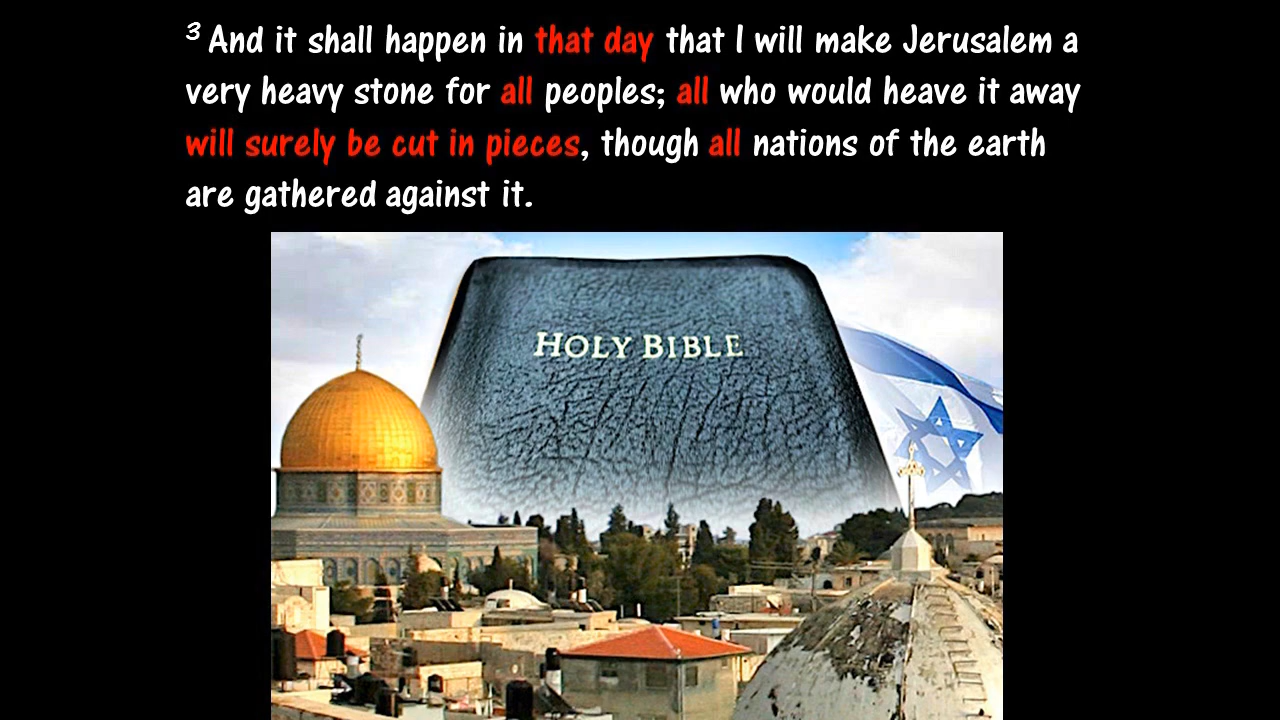 3 And it shall happen in that day that I will make Jerusalem a
very heavy stone for all peoples; all who would heave it away
will surely be cut in pieces, though all nations of the earth
are gathered against it.
HOLY BIBLE